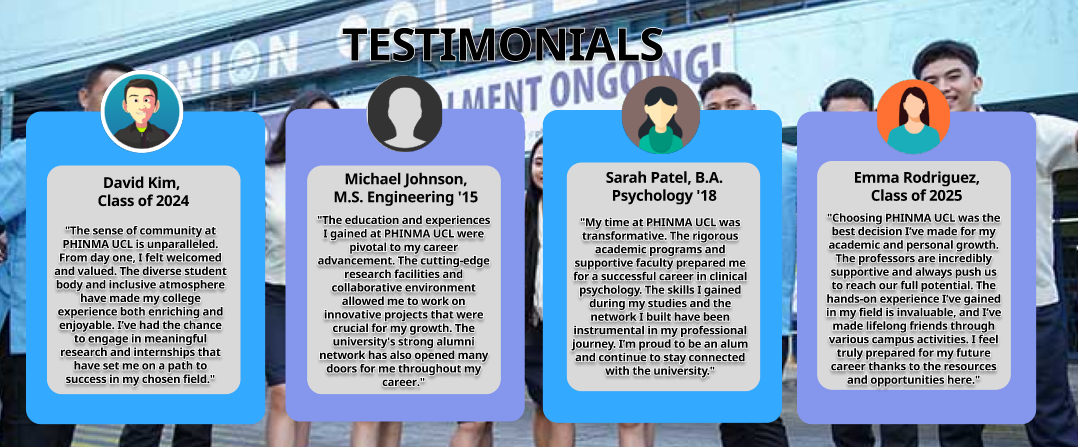 TESTIMONIALS
UNION COLLEGE
ENROLLMENT ONGOING!
David Kim,
Class of 2024
"The sense of community at
PHINMA UCL is unparalleled.
From day one, I felt welcomed
and valued. The diverse student
body and inclusive atmosphere
have made my college
experience both enriching and
enjoyable. I've had the chance
to engage in meaningful
research and internships that
have set me on a path to
success in my chosen field."
Michael Johnson,
M.S. Engineering '15
"The education and experiences
I gained at PHINMA UCL were
pivotal to my career
advancement. The cutting-edge
research facilities and
collaborative environment
allowed me to work on
innovative projects that were
crucial for my growth. The
university's strong alumni
network has also opened many
doors for me throughout my
career."
Sarah Patel, B.A.
Psychology '18
"My time at PHINMA UCL was
transformative. The rigorous
academic programs and
supportive faculty prepared me
for a successful career in clinical
psychology. The skills I gained
during my studies and the
network I built have been
instrumental in my professional
journey. I'm proud to be an alum
and continue to stay connected
with the university."
Emma Rodriguez,
Class of 2025
"Choosing PHINMA UCL was the
best decision I've made for my
academic and personal growth.
The professors are incredibly
supportive and always push us
to reach our full potential. The
hands-on experience I've gained
in my field is invaluable, and I've
made lifelong friends through
various campus activities. I feel
truly prepared for my future
career thanks to the resources
and opportunities here."